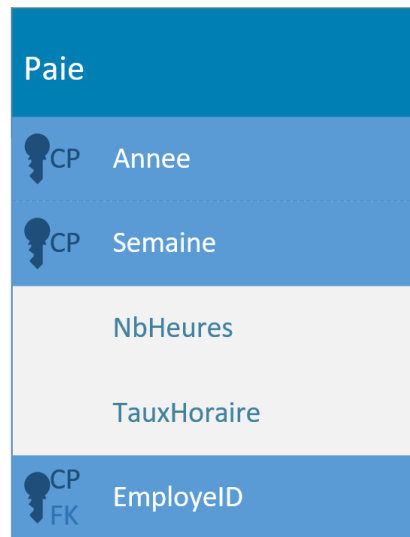 Paie
CP Annee
CP Semaine
NbHeures
TauxHoraire
CP
FK EmployeID